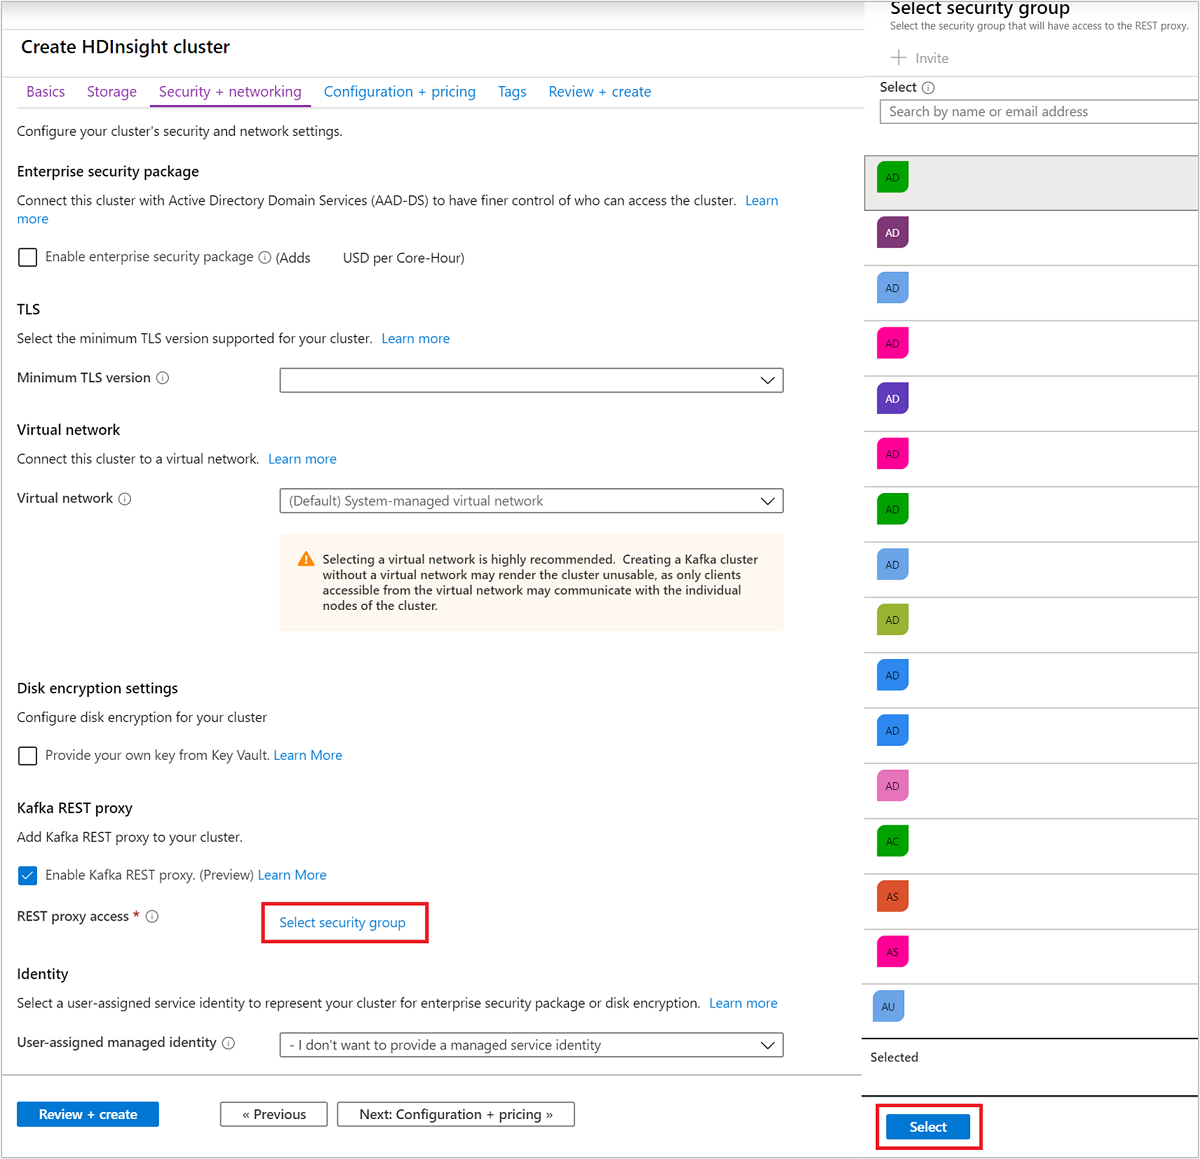 Create HDInsight cluster
Basics Storage Security + networking Configuration + pricing Tags Review + create
Configure your cluster's security and network settings.
Enterprise security package
Connect this cluster with Active Directory Domain Services (AAD-DS) to have finer control of who can access the cluster. Learn
more
Enable enterprise security package (Adds USD per Core-Hour)
TLS
Select the minimum TLS version supported for your cluster. Learn more
Minimum TLS version
Virtual network
Connect this cluster to a virtual network. Learn more
Virtual network
(Default) System-managed virtual network
Selecting a virtual network is highly recommended. Creating a Kafka cluster
without a virtual network may render the cluster unusable, as only clients
accessible from the virtual network may communicate with the individual
nodes of the cluster.
Disk encryption settings
Configure disk encryption for your cluster
Provide your own key from Key Vault. Learn More
Kafka REST proxy
Add Kafka REST proxy to your cluster.
Enable Kafka REST proxy. (Preview) Learn More
REST proxy access *
Select security group
Identity
Select a user-assigned service identity to represent your cluster for enterprise security package or disk encryption. Learn more
User-assigned managed identity
- I don't want to provide a managed service identity
Review + create
« Previous
Next: Configuration + pricing »
Select security group
Select the security group that will have access to the REST proxy.
Invite
Select
Search by name or email address
AD
AD
AD
AD
AD
AD
AD
AD
AD
AD
AD
AD
AC
AS
AS
AU
Selected
Select